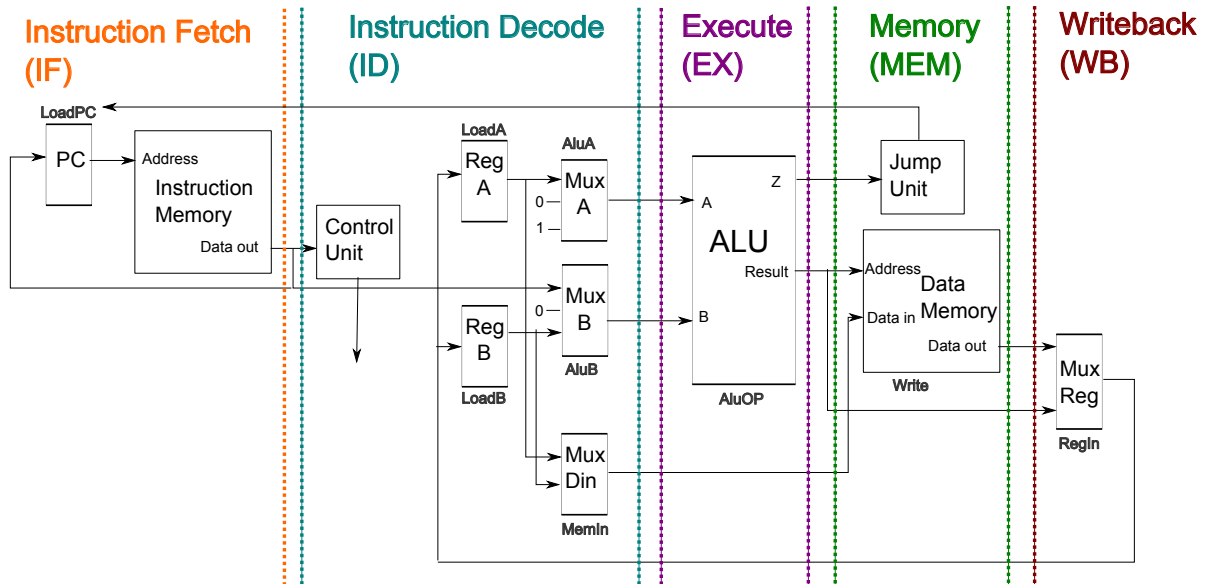 Instruction Fetch
(IF)
Instruction Decode
(ID)
Execute
(EX)
Memory
(MEM)
Writeback
(WB)
LoadPC
PC
Address
Instruction
Memory
Data out
Control
Unit
LoadA
Reg
A
AluA
Mux
A
0
1
Mux
B
0
AluB
Reg
B
LoadB
Mux
Din
MemIn
A
B
Z
ALU
Result
AluOP
Jump
Unit
Address
Data
Memory
Data in
Data out
Write
Mux
Reg
RegIn